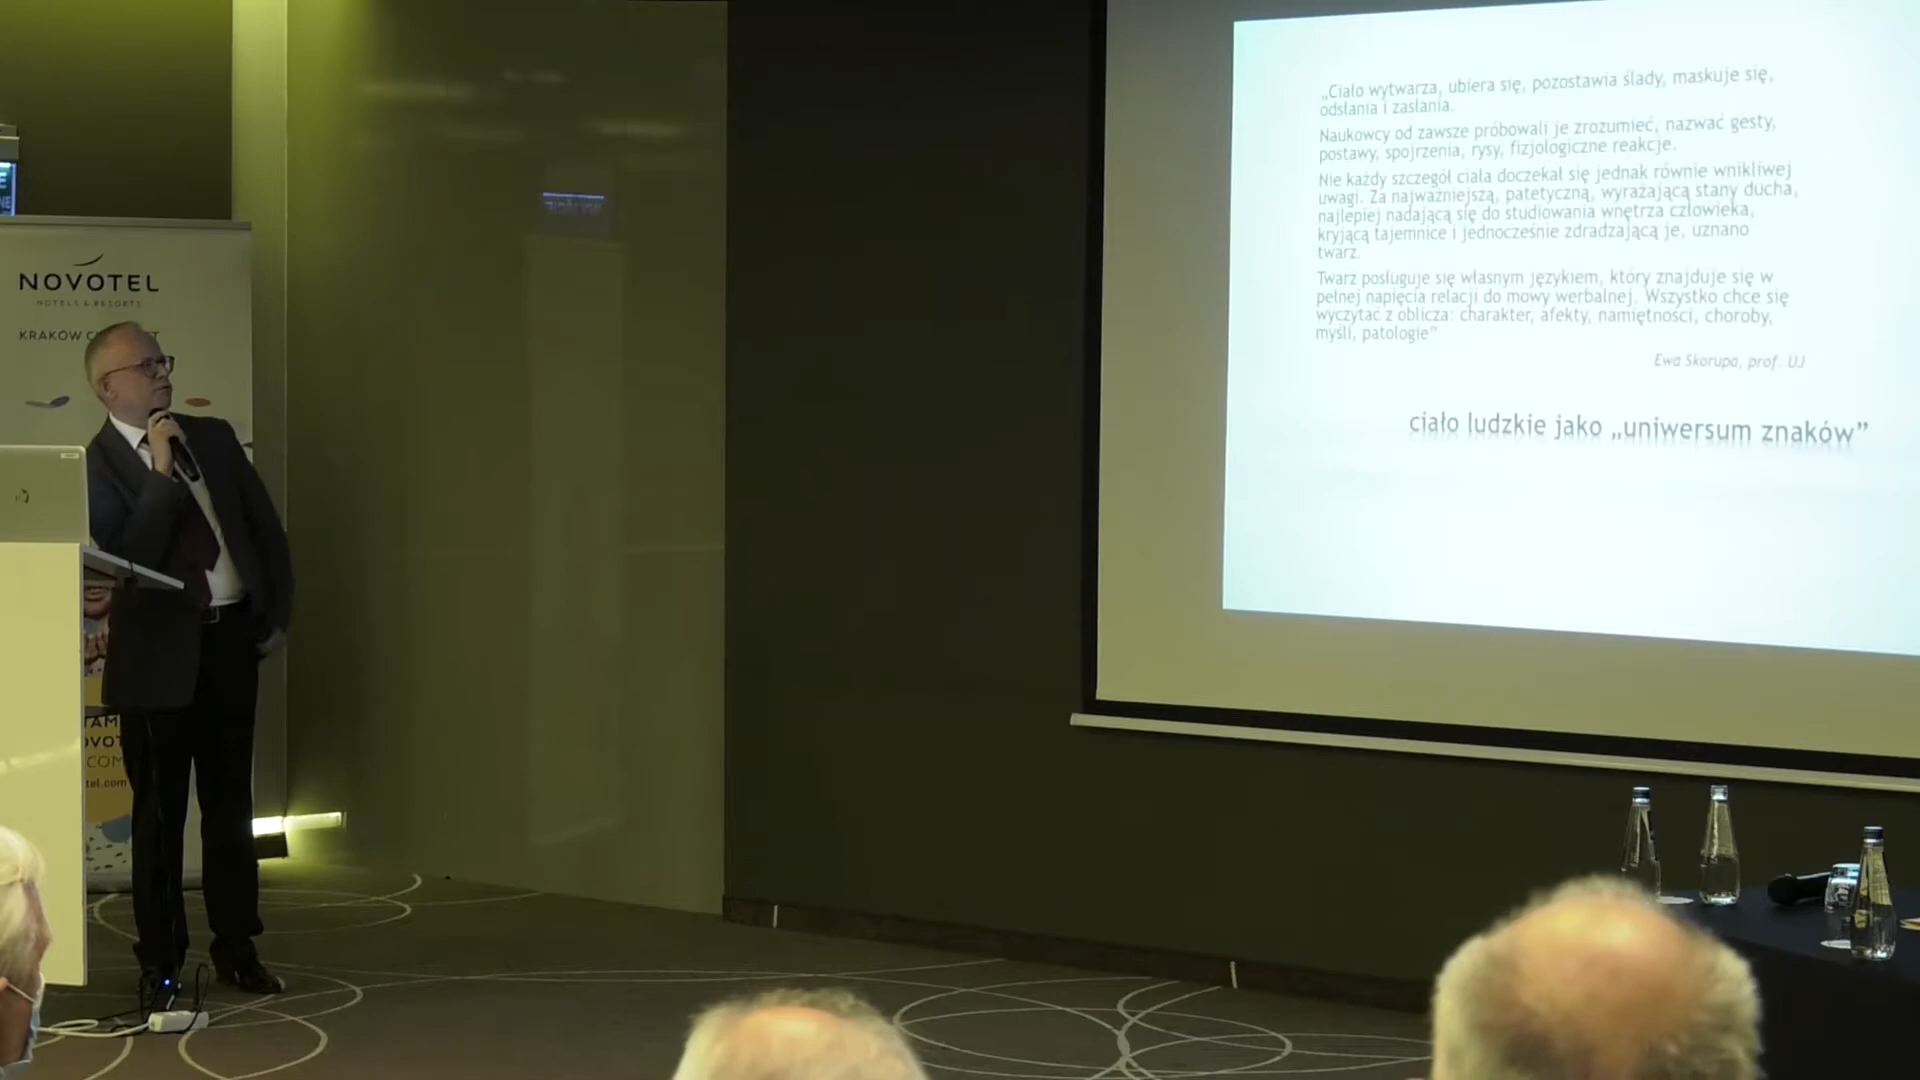 NOVOTEL
HOTELS & RESORTS
KRAKÓW
„Ciało wytwarza, ubiera się, pozostawia ślady, maskuje się,
odsłania i zasłania.
Naukowcy od zawsze próbowali je zrozumieć, nazwać gesty,
postawy, spojrzenia, rysy, fizjologiczne reakcje.
Nie każdy szczegół ciała doczekał się jednak równie wnikliwej
uwagi. Za najważniejszą, patetyczną, wyrażającą stany ducha,
najlepiej nadającą się do studiowania wnętrza człowieka,
kryjącą tajemnice i jednocześnie zdradzającą je, uznano
twarz.
Twarz posługuje się własnym językiem, który znajduje się w
pełnej napięcia relacji do mowy werbalnej. Wszystko chce się
wyczytać z oblicza: charakter, afekty, namiętności, choroby,
myśli, patologie”
Ewa Skorupa, prof. UJ
ciało ludzkie jako „uniwersum znaków”